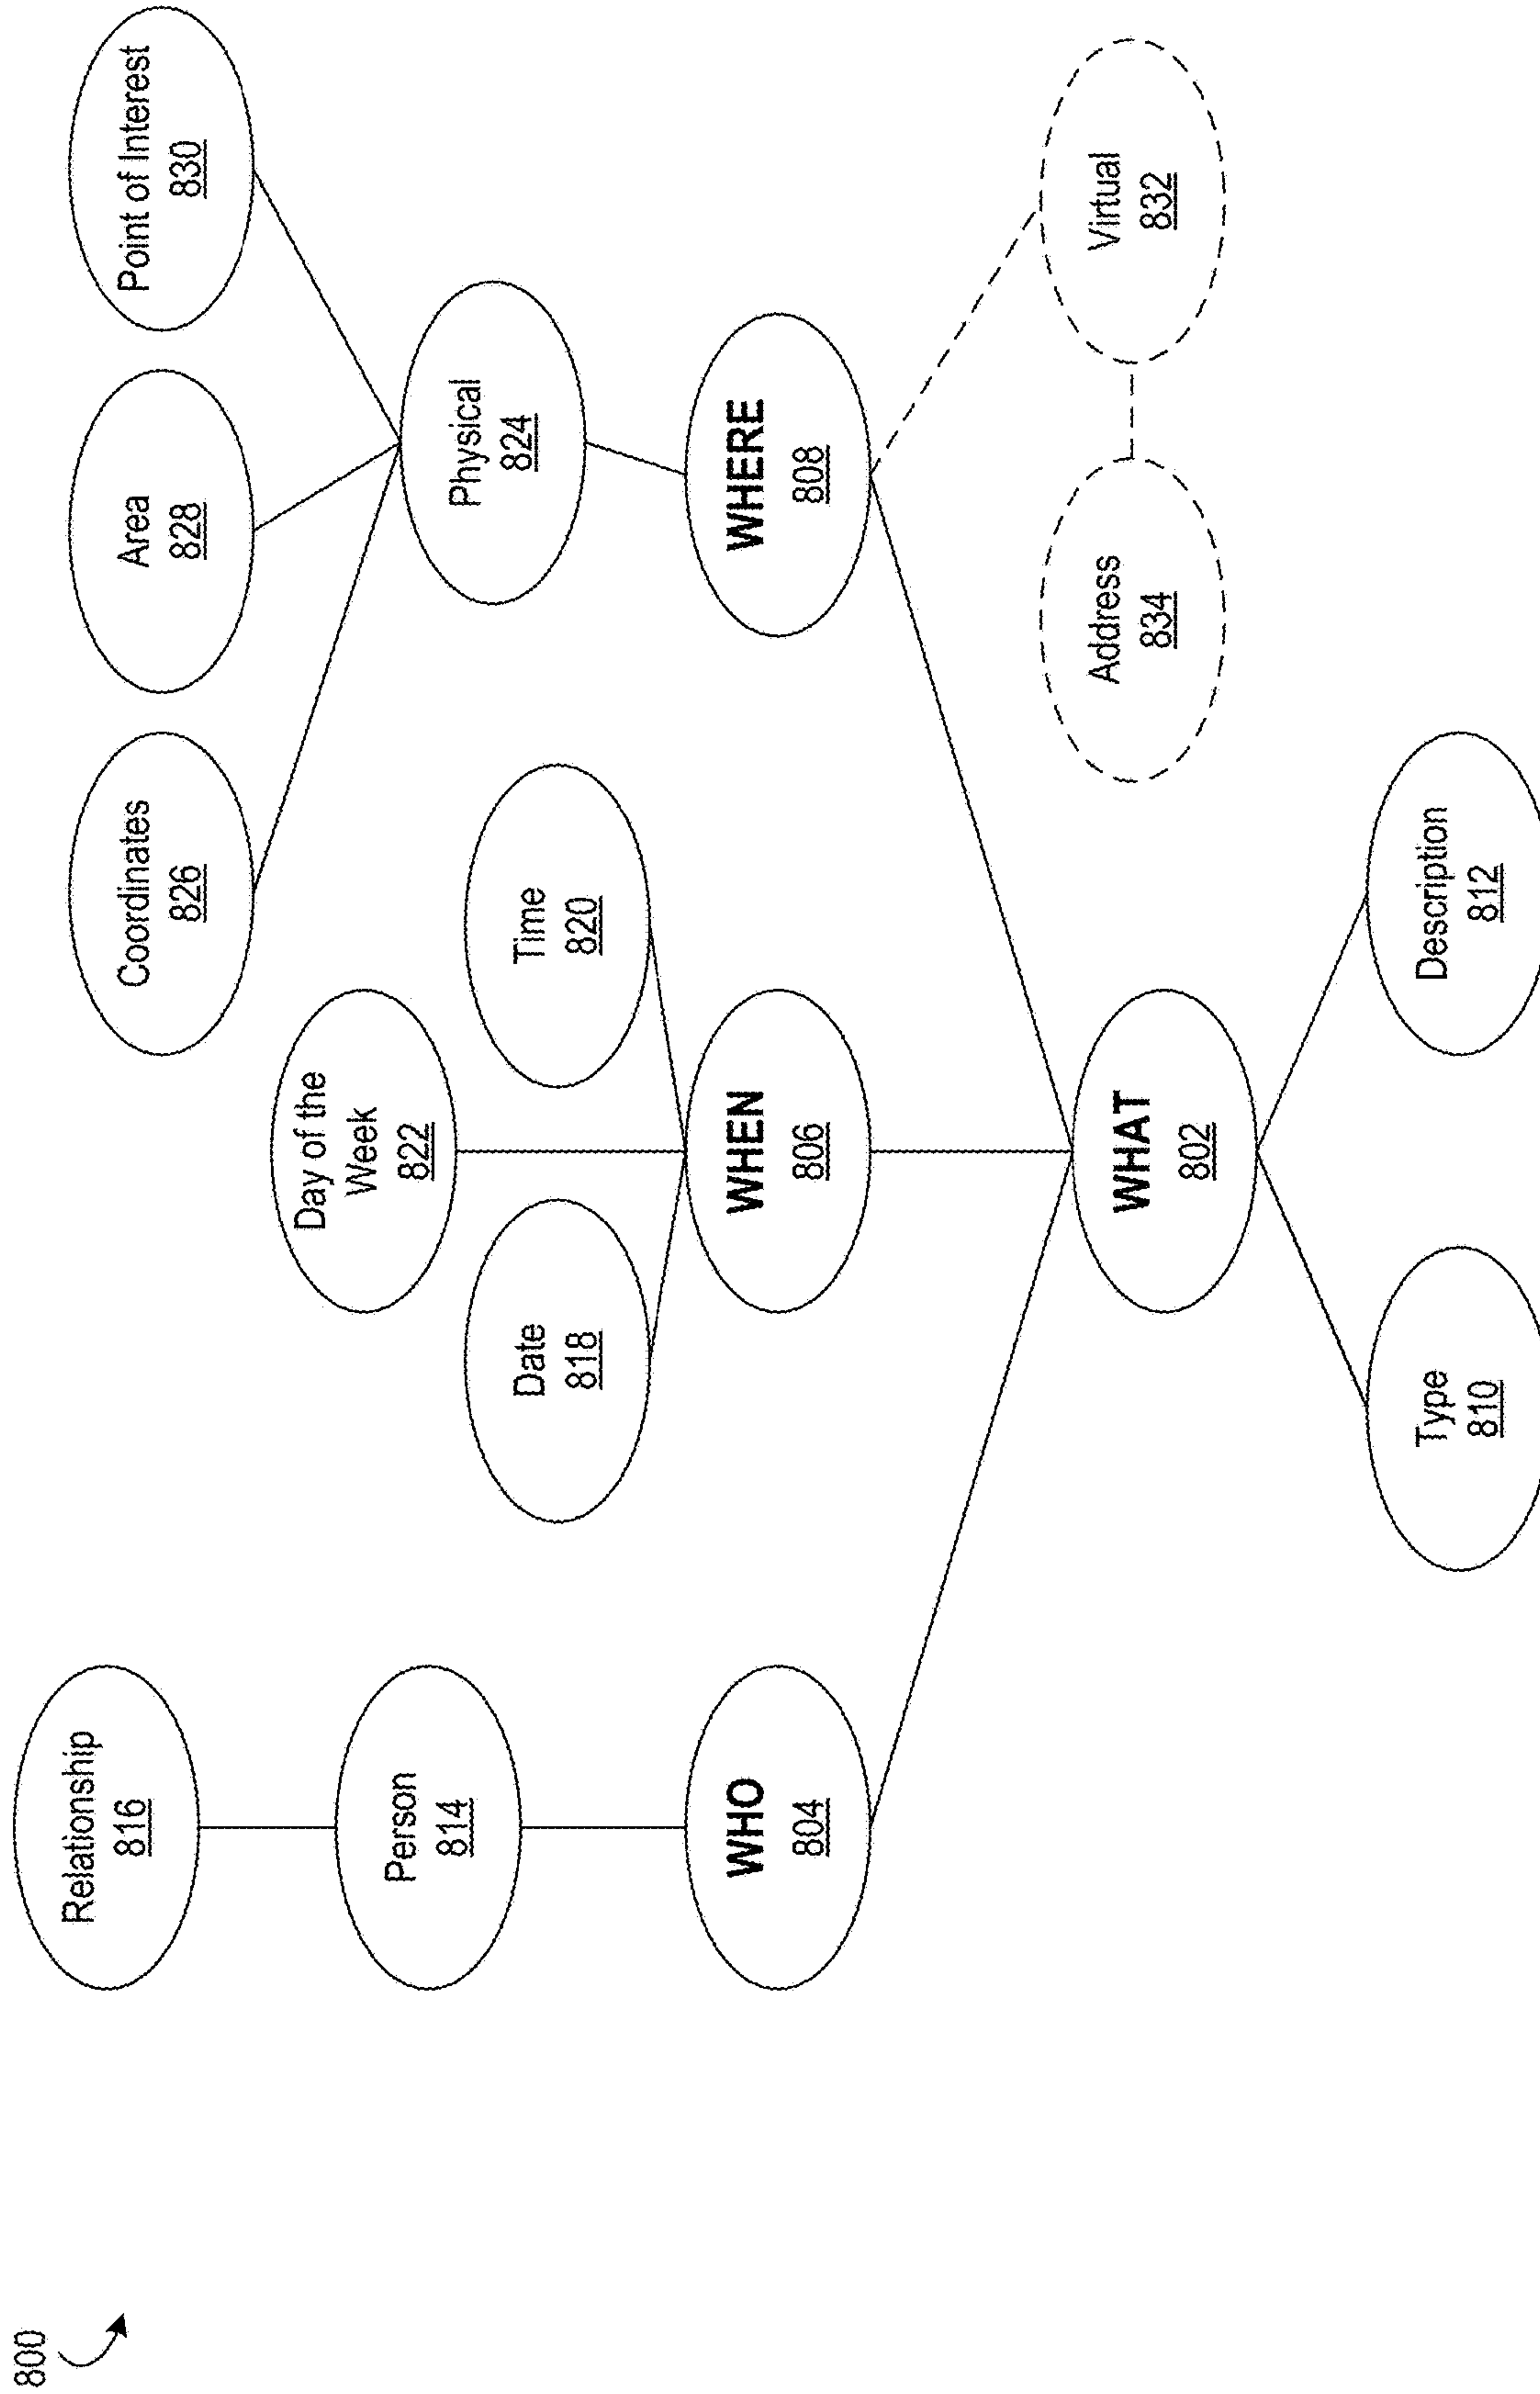 800
Relationship
816
Person
814
WHO
804
Day of the
Week
822
Date
818
Time
820
WHEN
806
Coordinates
826
Area
828
Point of Interest
830
Physical
824
WHERE
808
Address
834
Virtual
832
WHAT
802
Type
810
Description
812